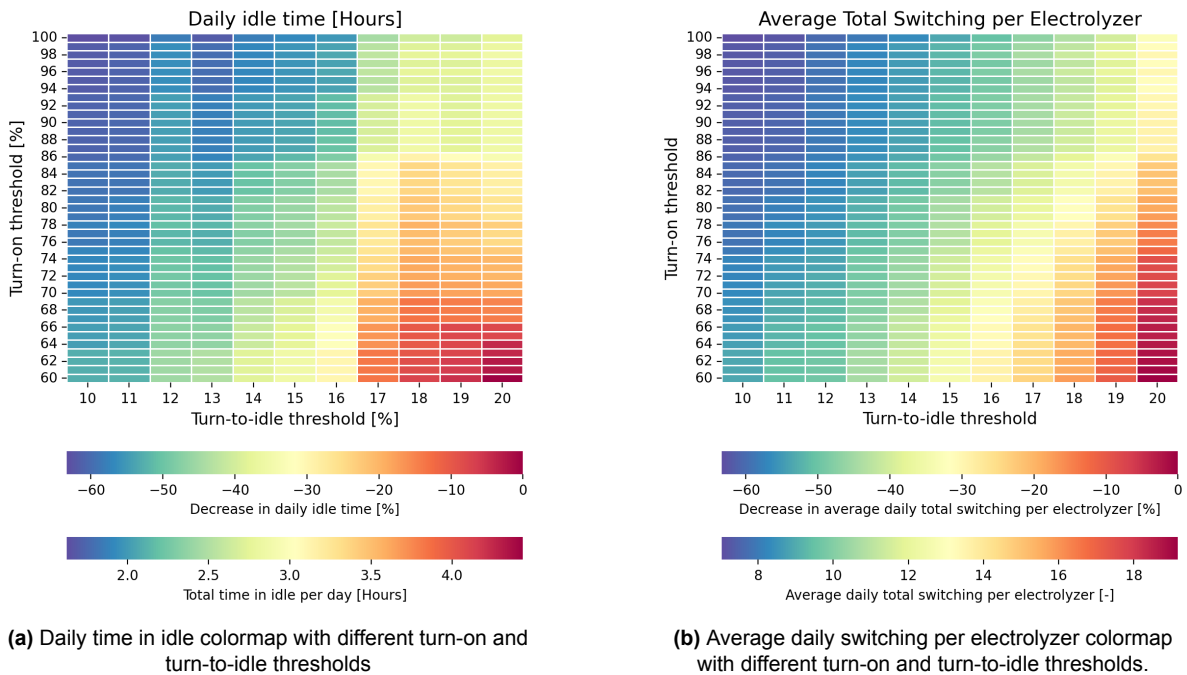 Daily idle time [Hours]
Turn-on threshold [%]
100
98
96
94
92
90
88
86
84
82
80
78
76
74
72
70
68
66
64
62
60
10 11 12 13 14 15 16 17 18 19 20
Turn-to-idle threshold [%]
−60 −50 −40 −30 −20 −10 0
Decrease in daily idle time [%]
2.0 2.5 3.0 3.5 4.0
Total time in idle per day [Hours]
(a) Daily time in idle colormap with different turn-on and
turn-to-idle thresholds
Average Total Switching per Electrolyzer
Turn-on threshold
100
98
96
94
92
90
88
86
84
82
80
78
76
74
72
70
68
66
64
62
60
10 11 12 13 14 15 16 17 18 19 20
Turn-to-idle threshold
−60 −50 −40 −30 −20 −10 0
Decrease in average daily total switching per electrolyzer [%]
8 10 12 14 16 18
Average daily total switching per electrolyzer [-]
(b) Average daily switching per electrolyzer colormap
with different turn-on and turn-to-idle thresholds.